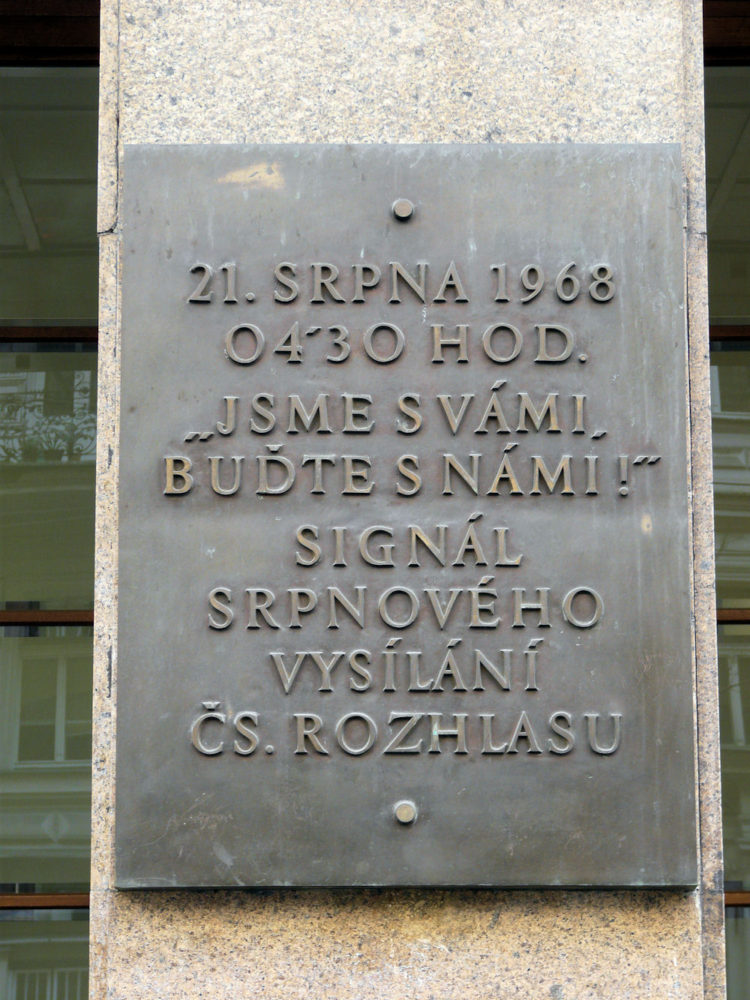 21. SRPNA 1968
04´30 HOD.
„JSME S VÁMI,
BUĎTE S NÁMI!“
SIGNÁL
SRPNOVÉHO
VYSÍLÁNÍ
ČS. ROZHLASU